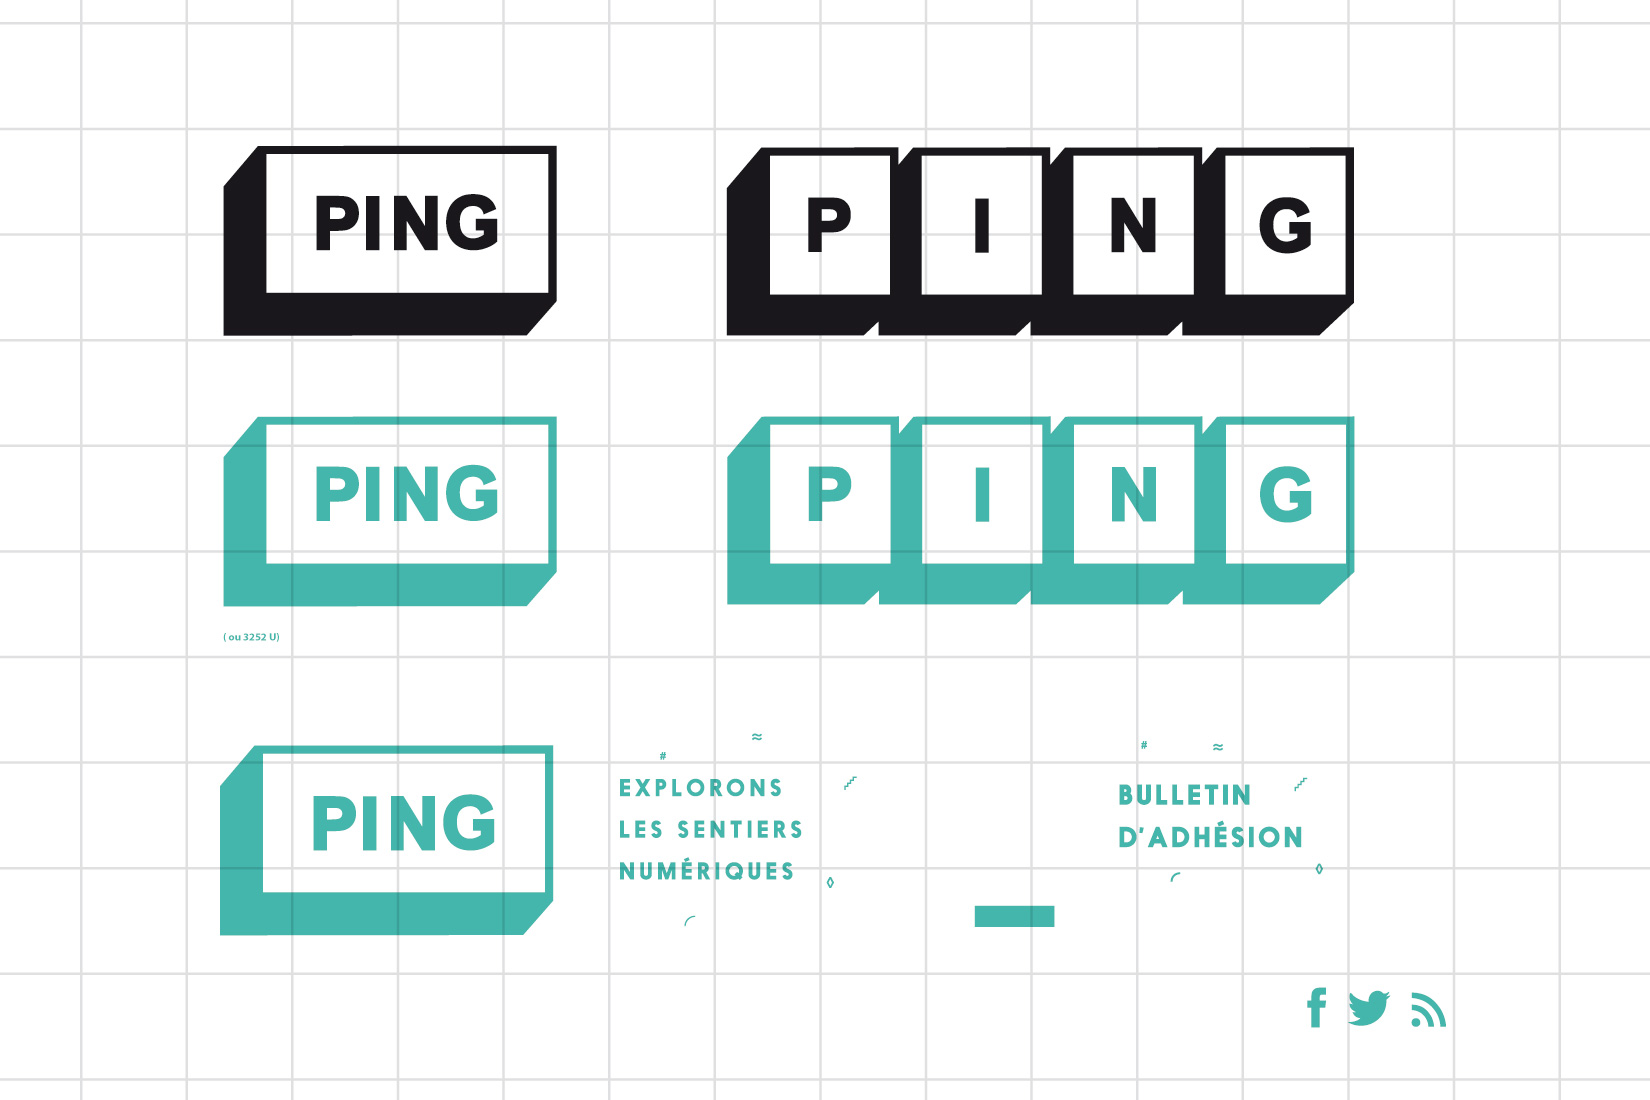 PING
P I N G
PING
P I N G
( ou 3252 U)
PING
#
EXPLORONS
LES SENTIERS
NUMÉRIQUES
#
BULLETIN
D'ADHÉSION